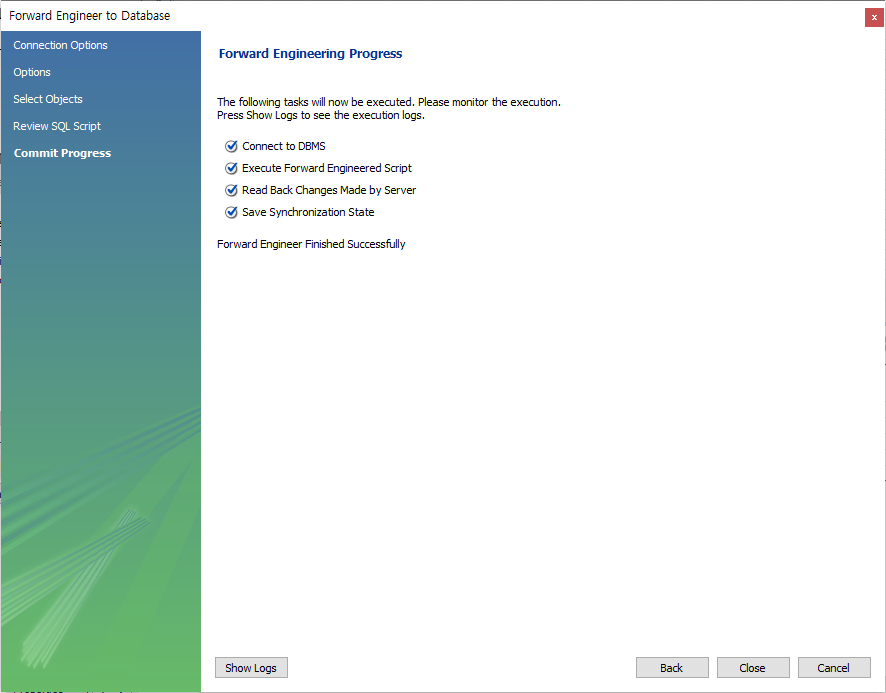 Forward Engineer to Database
x
Connection Options
Options
Select Objects
Review SQL Script
Commit Progress
Forward Engineering Progress
The following tasks will now be executed. Please monitor the execution.
Press Show Logs to see the execution logs.
Connect to DBMS
Execute Forward Engineered Script
Read Back Changes Made by Server
Save Synchronization State
Forward Engineer Finished Successfully
Show Logs
Back
Close
Cancel